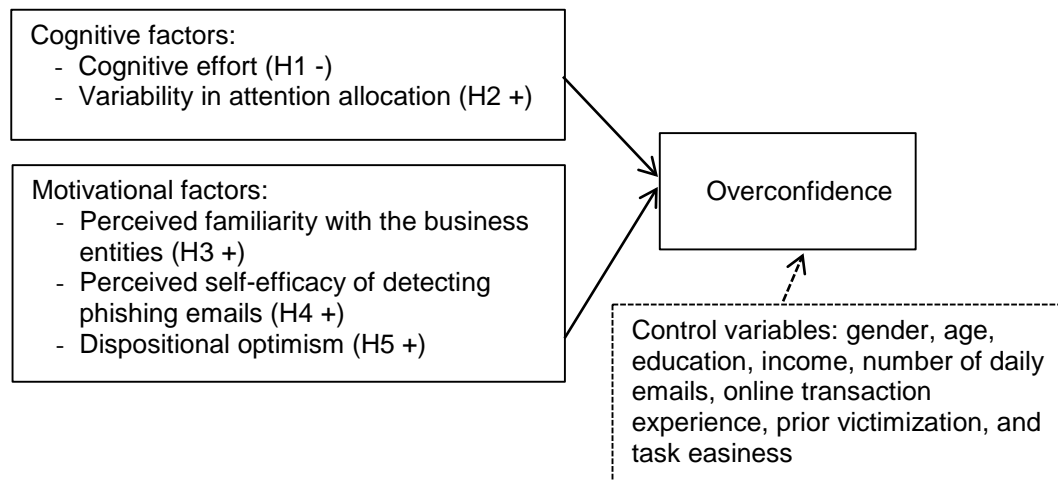 Cognitive factors:
- Cognitive effort (H1 -)
- Variability in attention allocation (H2 +)
Motivational factors:
- Perceived familiarity with the business
entities (H3 +)
- Perceived self-efficacy of detecting
phishing emails (H4 +)
- Dispositional optimism (H5 +)
Overconfidence
Control variables: gender, age,
education, income, number of daily
emails, online transaction
experience, prior victimization, and
task easiness